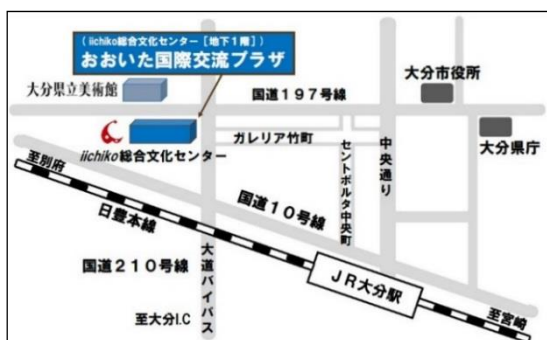 （iichiko総合文化センター［地下１階］）
おおいた国際交流プラザ
大分県立美術館
大分市役所
国道１９７号線
ガレリア竹町
大分県庁
iichiko総合文化センター
セントポルタ中央町
中央通り
至別府
日豊本線
国道１０号線
国道２１０号線
大道バイパス
ＪＲ大分駅
至大分I.C
至宮崎